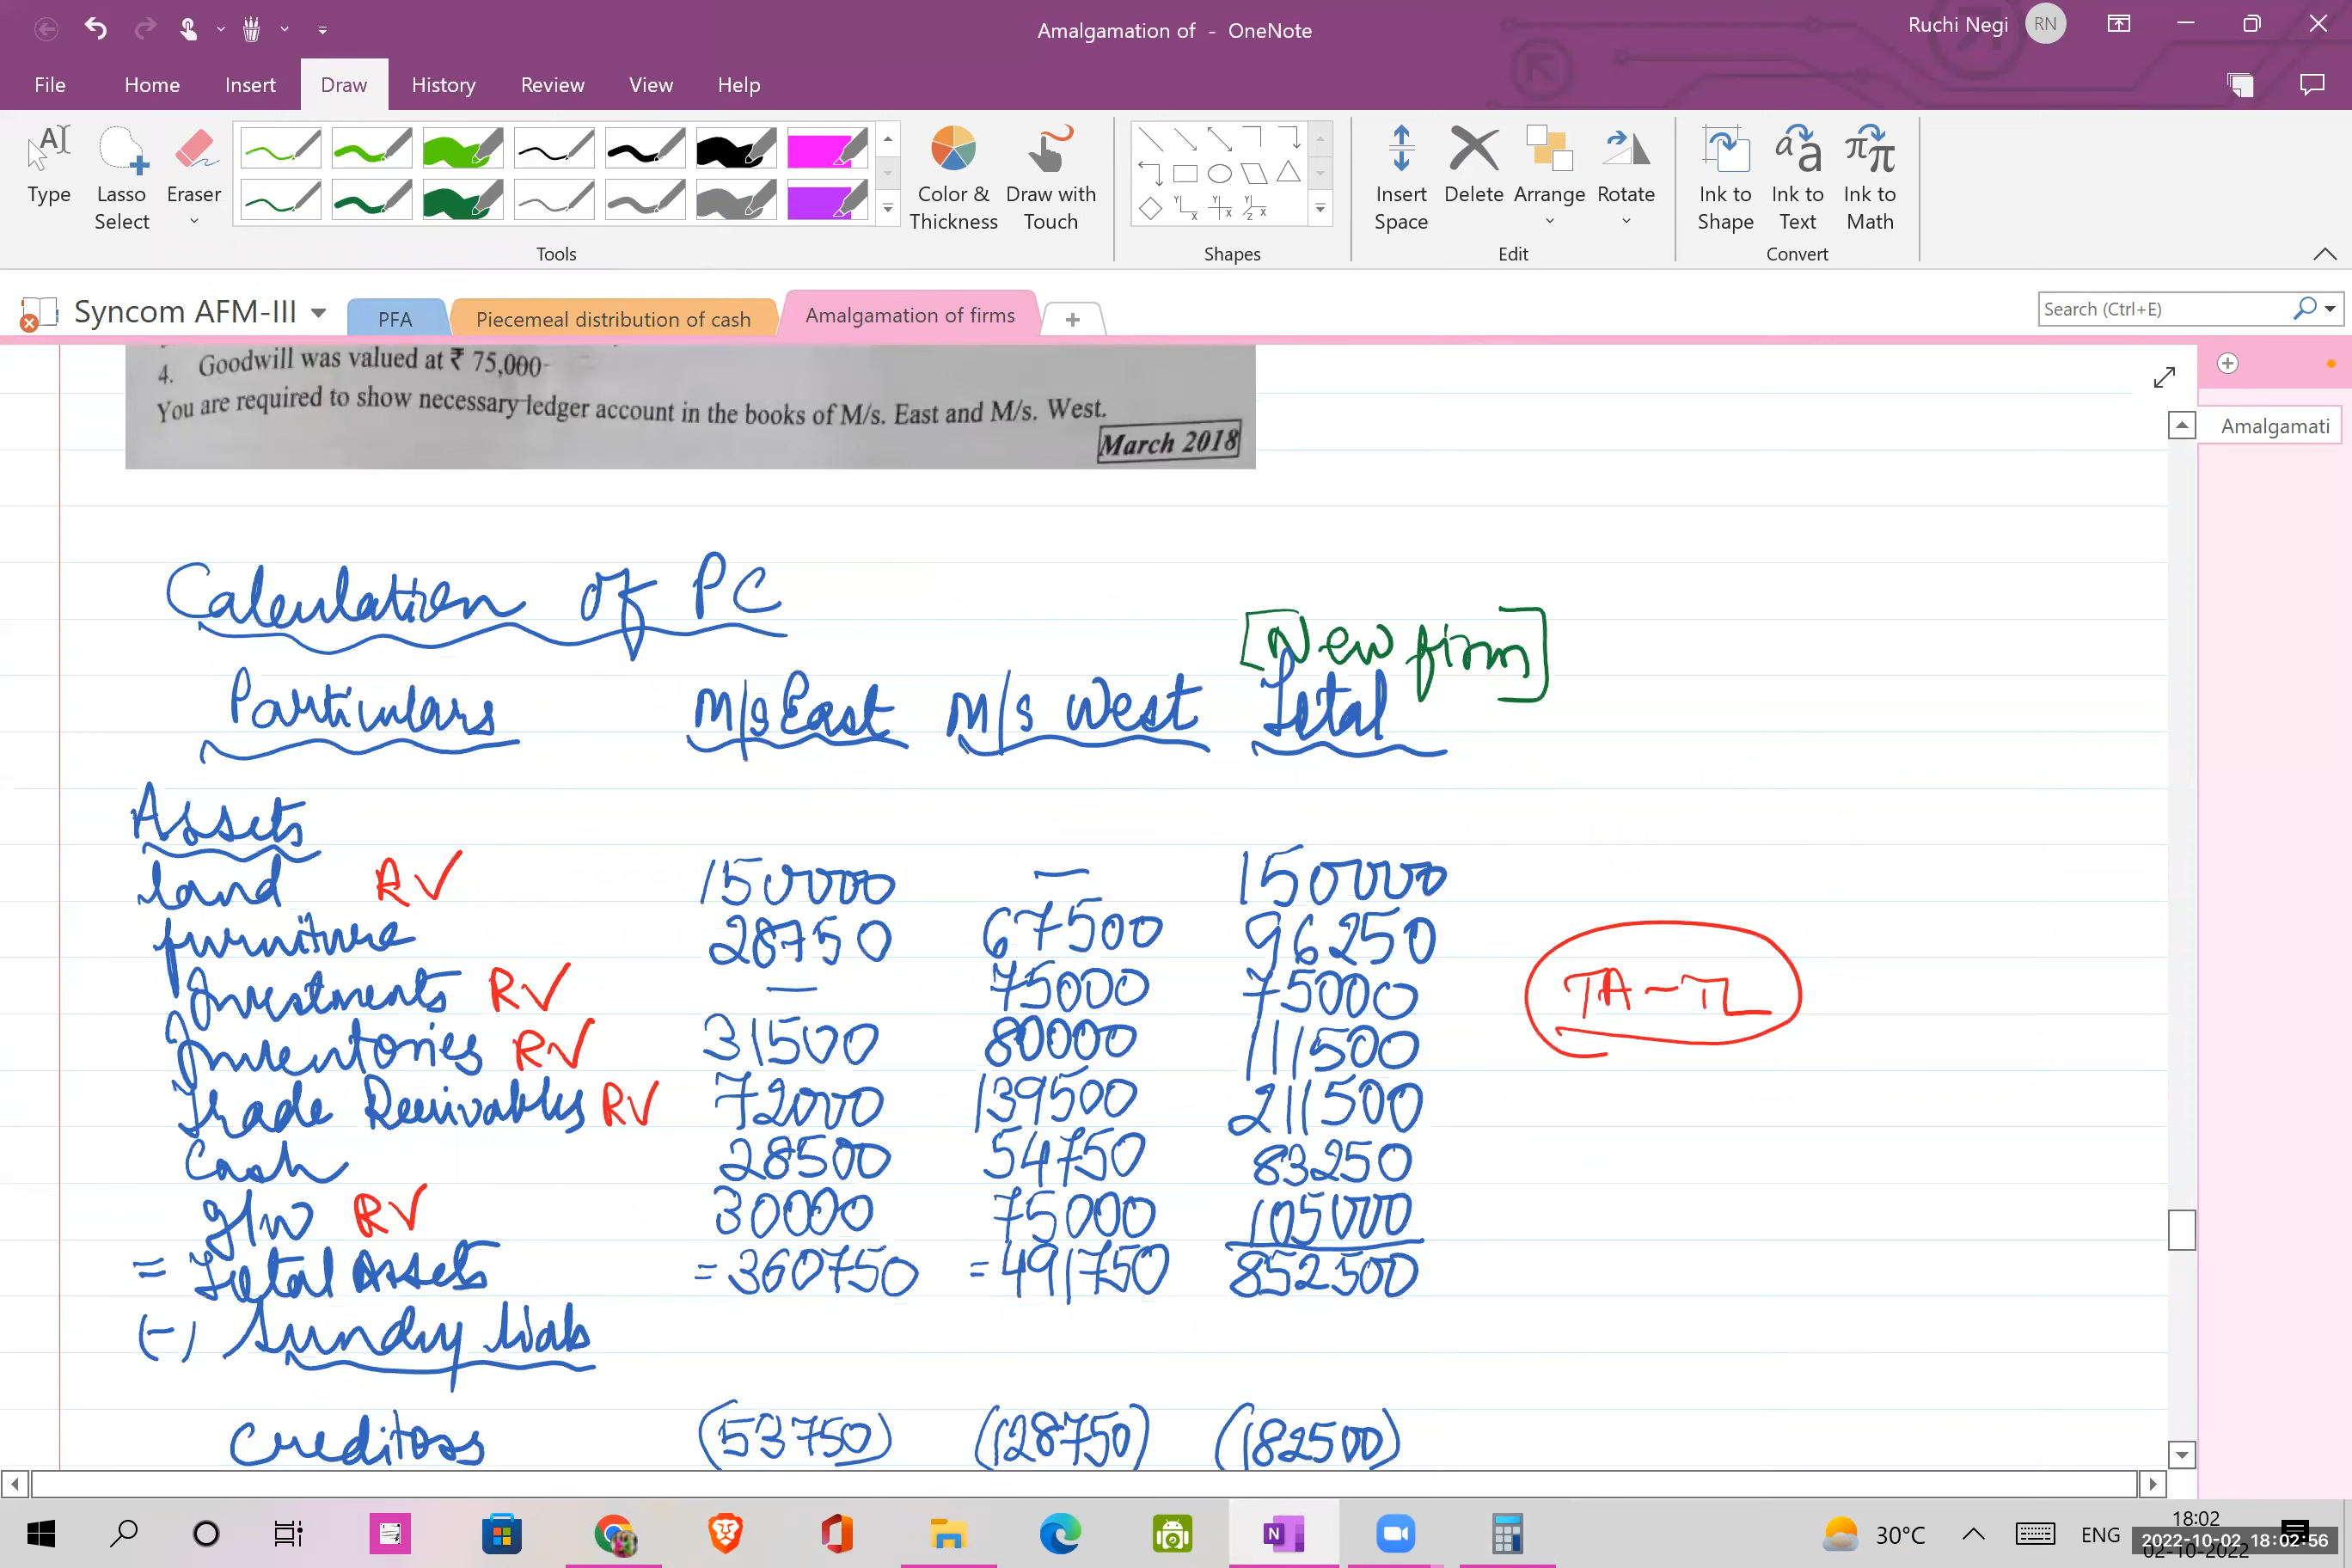 Amalgamation of - OneNote
Ruchi Negi RN
File Home Insert Draw History Review View Help
Type
Lasso Select
Eraser
Color & Thickness
Draw with Touch
Insert Space
Delete
Arrange
Rotate
Ink to Shape
Ink to Text
Ink to Math
Tools Shapes Edit Convert
Syncom AFM-III PFA Piecemeal distribution of cash Amalgamation of firms +
Search (Ctrl+E)
Amalgamati
4. Goodwill was valued at ₹ 75,000
You are required to show necessary ledger account in the books of M/s. East and M/s. West.
March 2018
Calculation of PC
[New firm]
Particulars M/s East M/s West Total
Assets
land RV 150000 — 150000
furniture 28750 67500 96250
Investments RV — 75000 75000
Inventories RV 31500 80000 111500
Trade Receivables RV 72000 139500 211500
Cash 28500 54750 83250
g/w RV 30000 75000 105000
= Total Assets = 360750 = 491750 852500
(-) Sundry liabs
Creditors (53750) (128750) (182500)
TA - TL
30°C ENG 18:02
2022-10-02 18:02:56